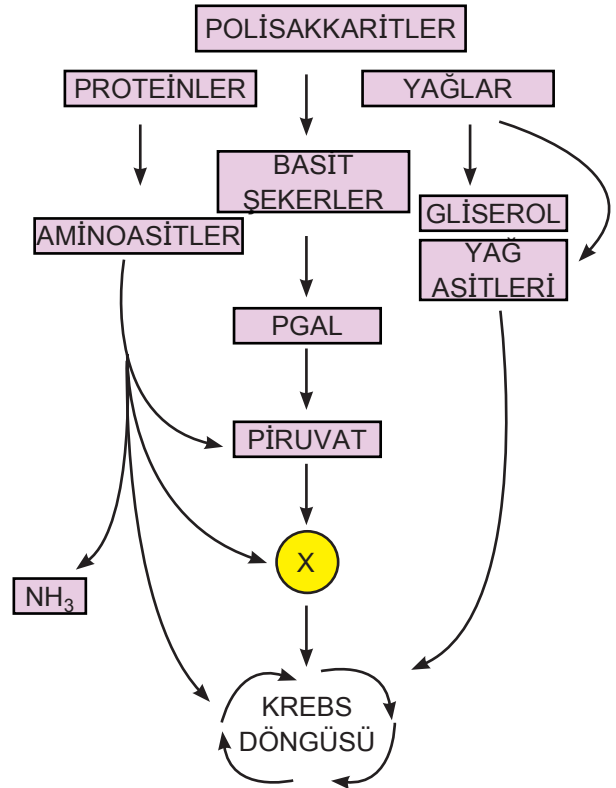 POLİSAKKARİTLER
PROTEİNLER
YAĞLAR
BASİT
ŞEKERLER
GLİSEROL
AMİNOASİTLER
YAĞ
ASİTLERİ
PGAL
PİRUVAT
X
NH₃
KREBS
DÖNGÜSÜ